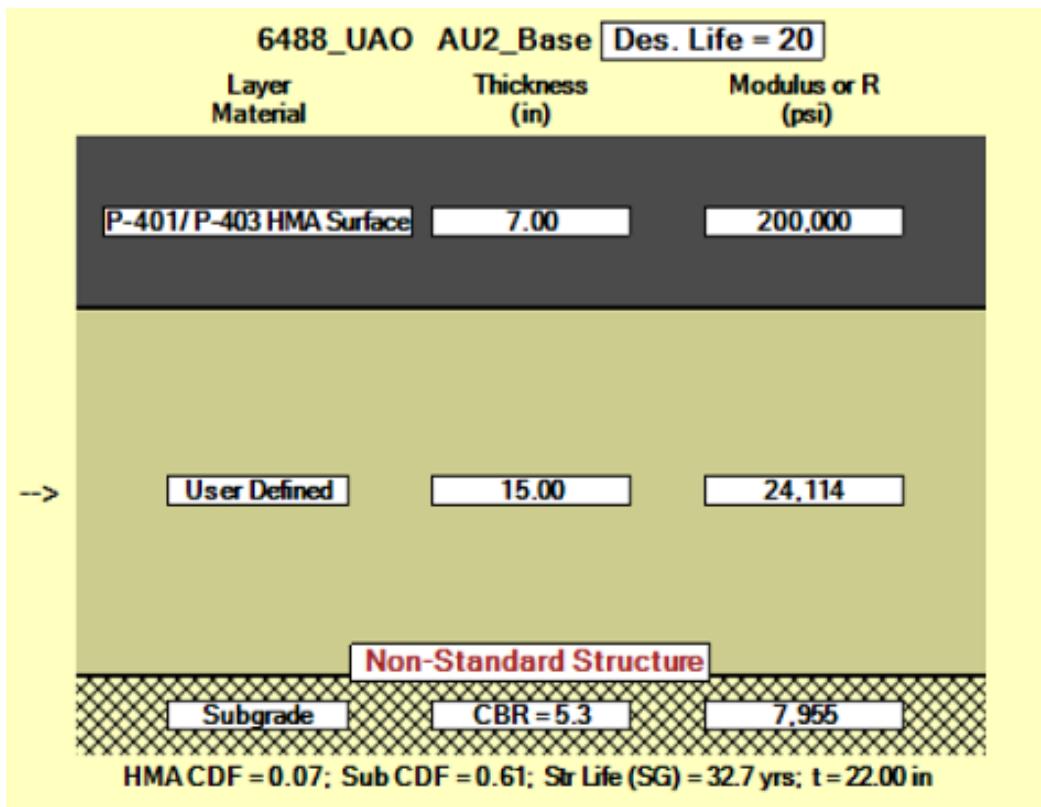 6488_UAO AU2_Base Des. Life = 20
Layer Material Thickness (in) Modulus or R (psi)
P-401/ P-403 HMA Surface 7.00 200,000
--> User Defined 15.00 24,114
Non-Standard Structure
Subgrade CBR = 5.3 7,955
HMA CDF = 0.07; Sub CDF = 0.61; Str Life (SG) = 32.7 yrs; t = 22.00 in